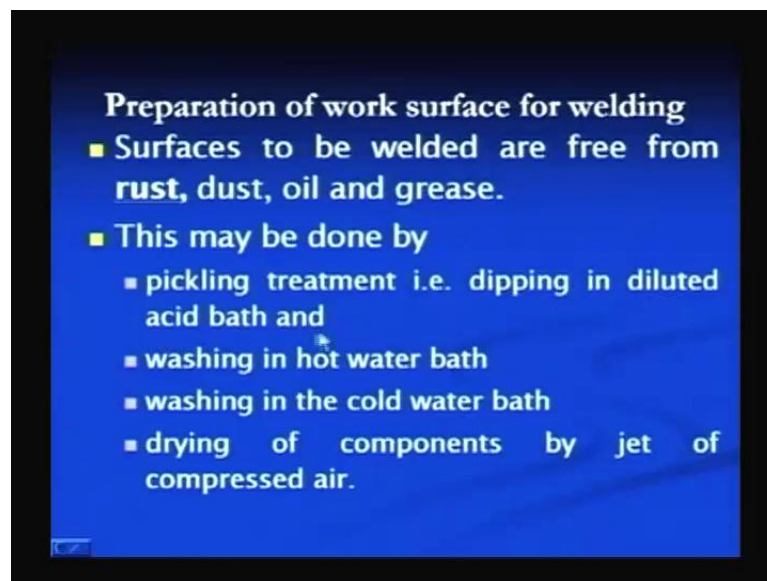 Preparation of work surface for welding
Surfaces to be welded are free from
rust, dust, oil and grease.
This may be done by
pickling treatment i.e. dipping in diluted
acid bath and
washing in hot water bath
washing in the cold water bath
drying of components by jet of
compressed air.